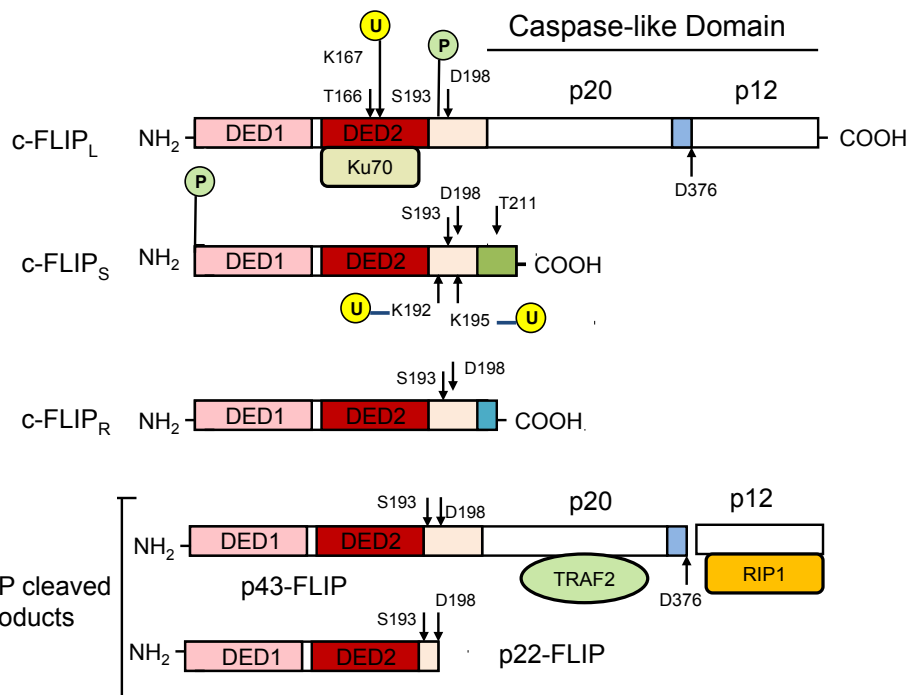 Caspase-like Domain
U
P
K167
D198
T166
S193
p20
p12
c-FLIPL
NH2
DED1
DED2
COOH
Ku70
D376
P
D198
S193
T211
c-FLIPS
NH2
DED1
DED2
COOH
U
K192
K195
U
D198
S193
c-FLIPR
NH2
DED1
DED2
COOH
S193
D198
p20
p12
NH2
DED1
DED2
P cleaved
p43-FLIP
TRAF2
D376
RIP1
oducts
D198
S193
NH2
DED1
DED2
p22-FLIP